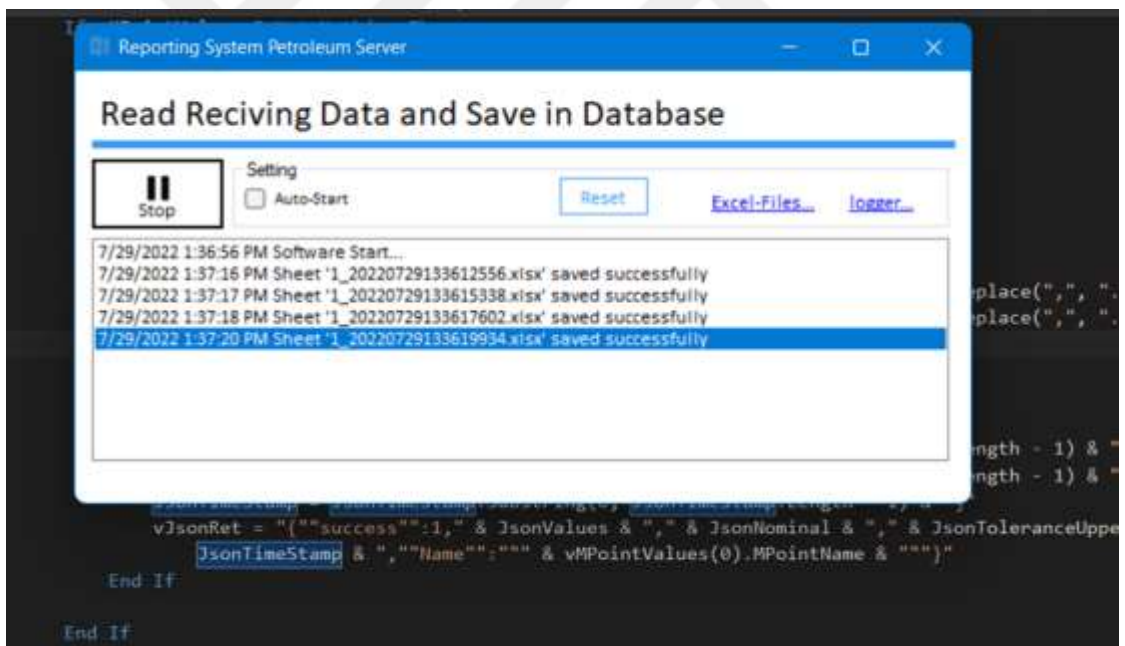 If
Reporting System Petroleum Server
Read Reciving Data and Save in Database
Stop
Setting
Auto-Start
Reset
Excel-Files...
logger...
7/29/2022 1:36:56 PM Software Start...
7/29/2022 1:37:16 PM Sheet '1_20220729133612556.xlsx' saved successfully
7/29/2022 1:37:17 PM Sheet '1_20220729133615338.xlsx' saved successfully
7/29/2022 1:37:18 PM Sheet '1_20220729133617602.xlsx' saved successfully
7/29/2022 1:37:20 PM Sheet '1_20220729133619934.xlsx' saved successfully
place(",", ".
place(",", ".
ngth - 1) & "
ngth - 1) & "
vJsonRet = "{""success"":1," & JsonValues & "," & JsonNominal & "," & JsonToleranceUppe
JsonTimeStamp & ",""Name"":""" & vMPointValues(0).MPointName & """}"
End If
End If